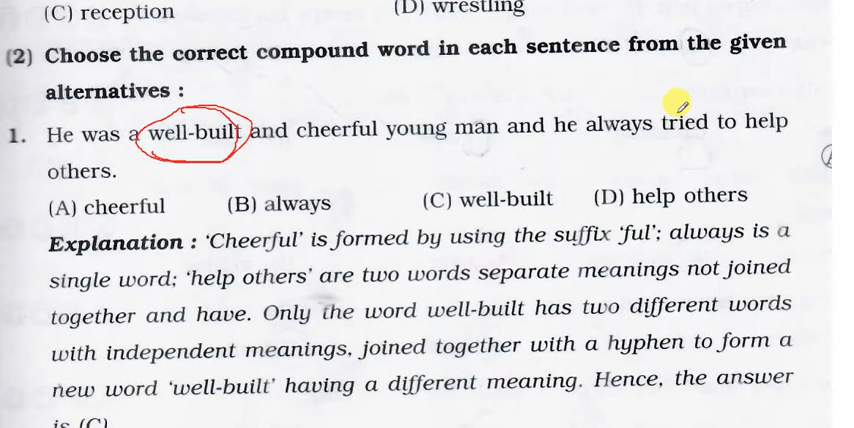 (C) reception (D) wrestling
(2) Choose the correct compound word in each sentence from the given
alternatives :
1. He was a well-built and cheerful young man and he always tried to help
others.
(A) cheerful (B) always (C) well-built (D) help others
Explanation : ‘Cheerful’ is formed by using the suffix ‘ful’; always is a
single word; ‘help others’ are two words separate meanings not joined
together and have. Only the word well-built has two different words
with independent meanings, joined together with a hyphen to form a
new word ‘well-built’ having a different meaning. Hence, the answer
is (C)